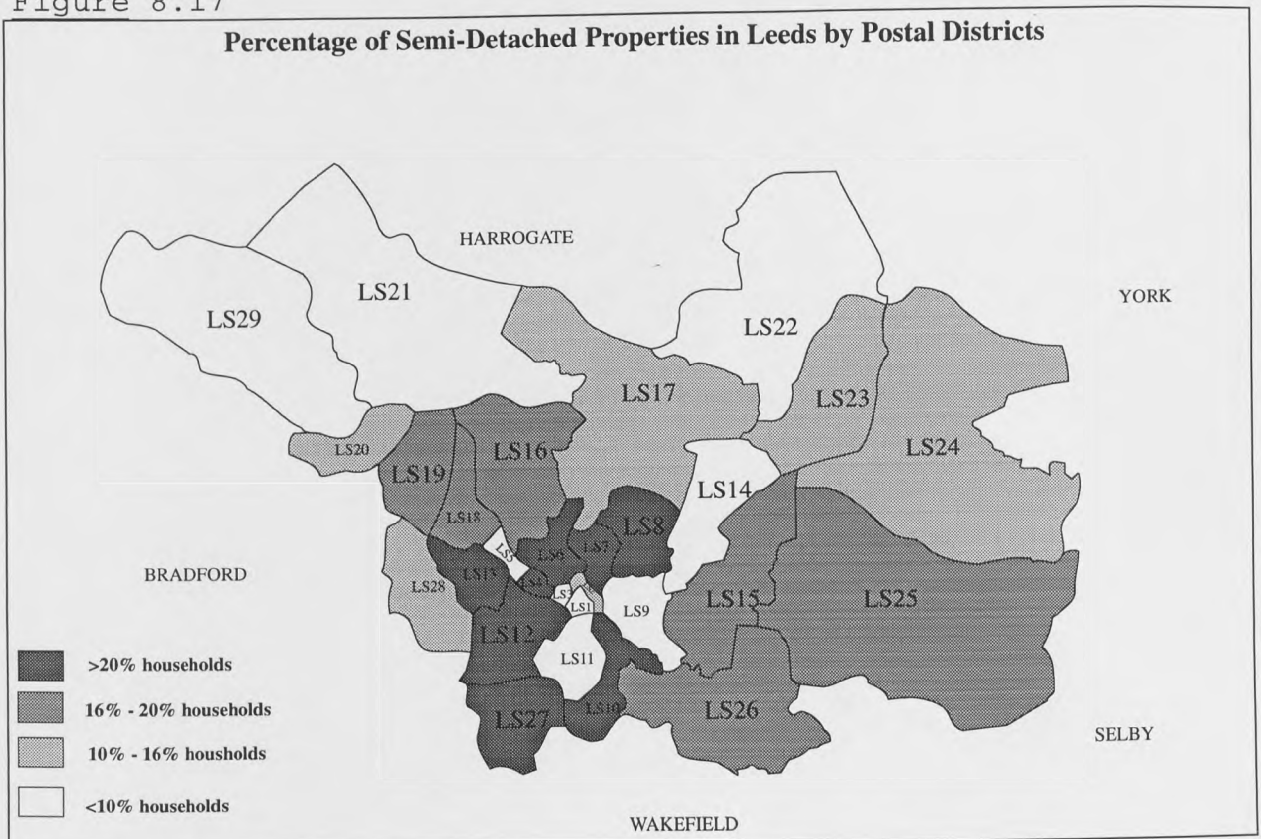 Figure 8.17
Percentage of Semi-Detached Properties in Leeds by Postal Districts
HARROGATE
YORK
LS21
LS29
LS22
LS17
LS23
LS20
LS16
LS24
LS19
LS14
LS18
LS8
LS5
LS6
LS7
BRADFORD
LS13
LS28
LS4
LS3
LS1
LS9
LS15
LS25
LS12
LS11
>20% households
LS10
LS26
16% - 20% households
LS27
SELBY
10% - 16% housholds
<10% households
WAKEFIELD